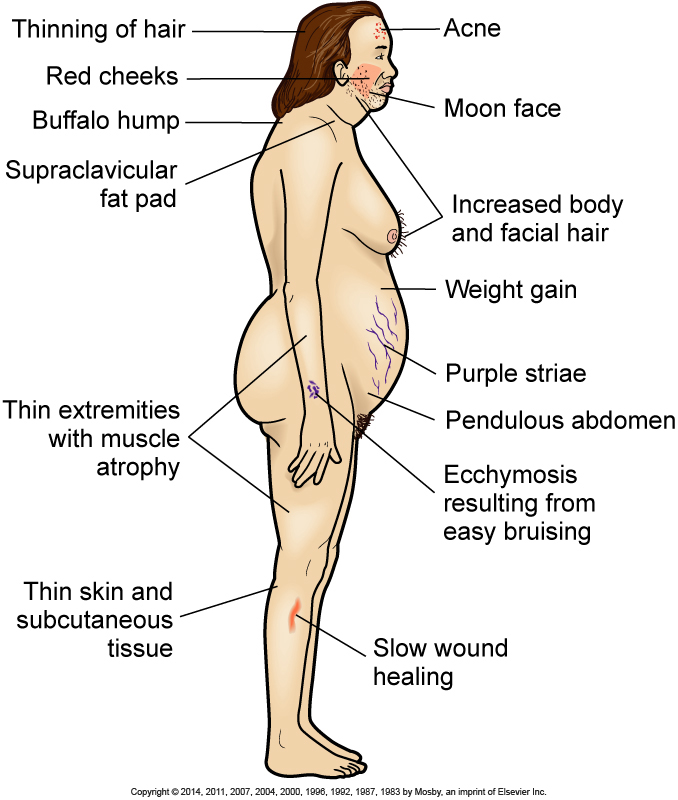 Thinning of hair
Acne
Red cheeks
Moon face
Buffalo hump
Supraclavicular
fat pad
Increased body
and facial hair
Weight gain
Purple striae
Thin extremities
with muscle
atrophy
Pendulous abdomen
Ecchymosis
resulting from
easy bruising
Thin skin and
subcutaneous
tissue
Slow wound
healing
Copyright © 2014, 2011, 2007, 2004, 2000, 1996, 1992, 1987, 1983 by Mosby, an imprint of Elsevier Inc.